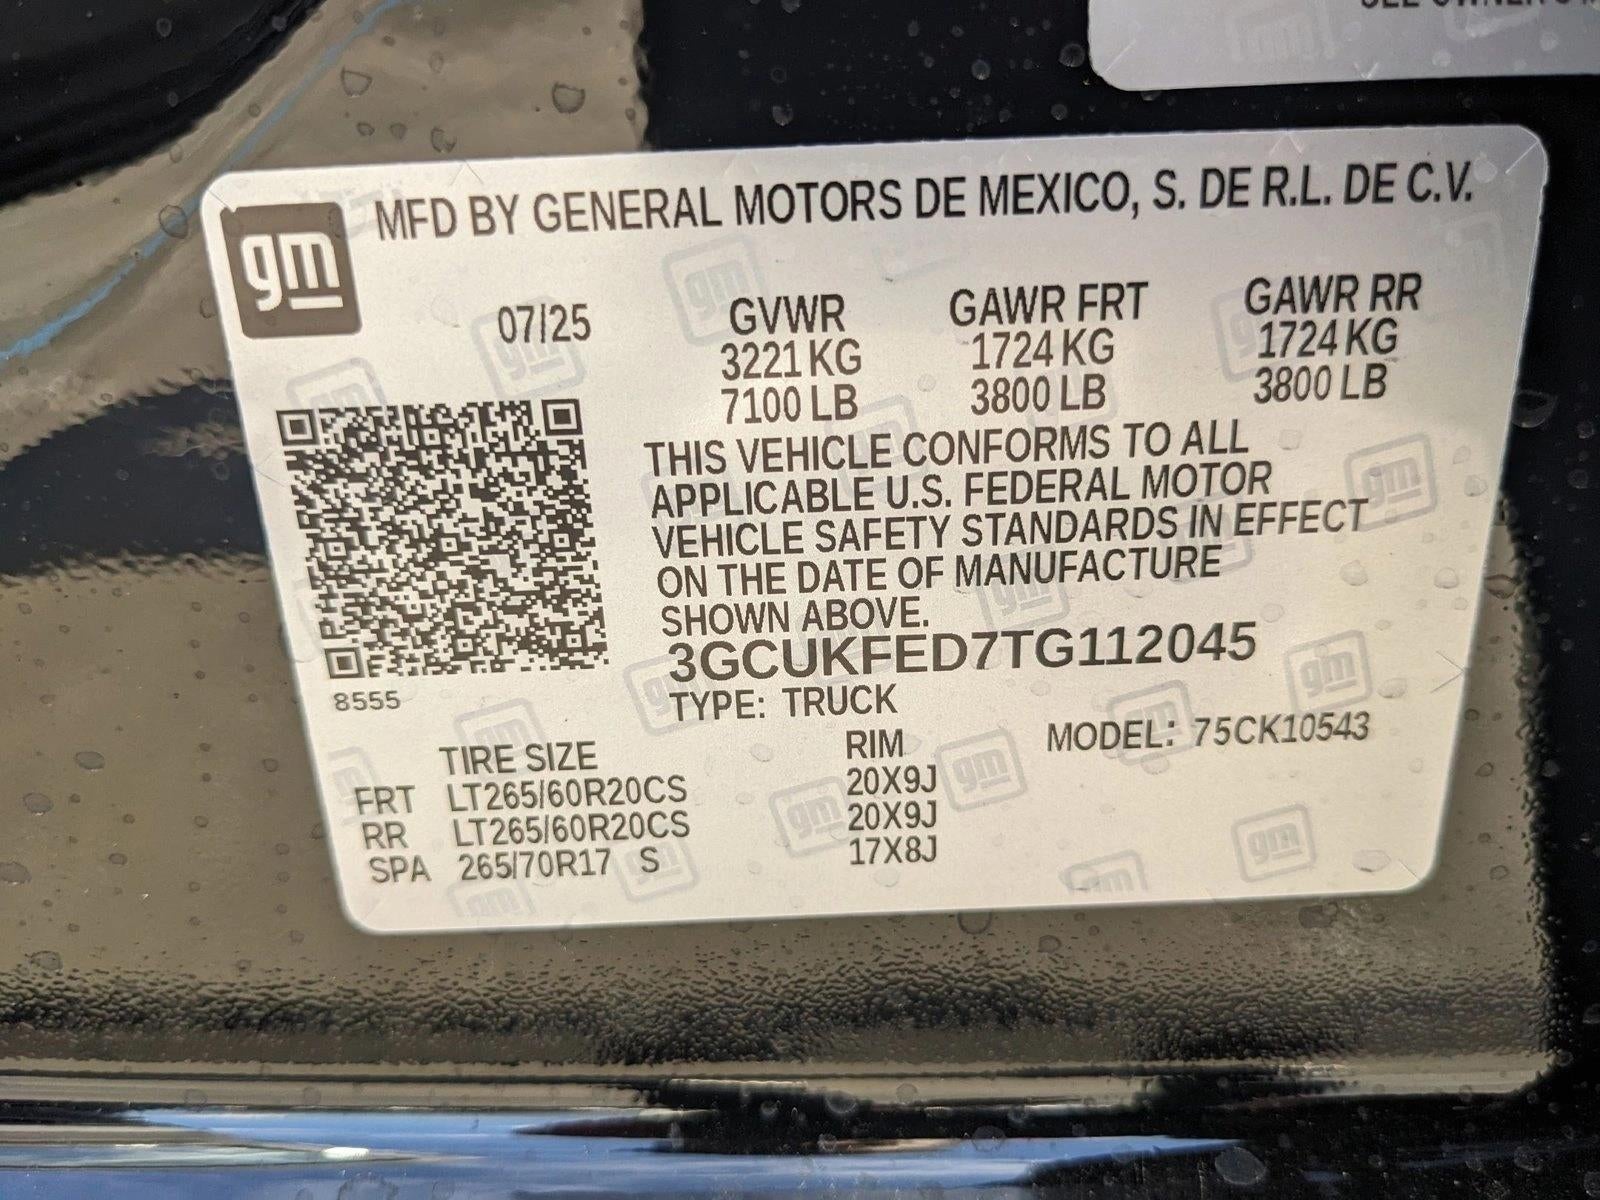 SEE OWNER'S
gm
MFD BY GENERAL MOTORS DE MEXICO, S. DE R.L. DE C.V.
07/25 GVWR GAWR FRT GAWR RR
3221 KG 1724 KG 1724 KG
7100 LB 3800 LB 3800 LB
THIS VEHICLE CONFORMS TO ALL
APPLICABLE U.S. FEDERAL MOTOR
VEHICLE SAFETY STANDARDS IN EFFECT
ON THE DATE OF MANUFACTURE
SHOWN ABOVE.
3GCUKFED7TG112045
8555
TYPE: TRUCK
TIRE SIZE RIM MODEL: 75CK10543
FRT LT265/60R20CS 20X9J
RR LT265/60R20CS 20X9J
SPA 265/70R17 S 17X8J